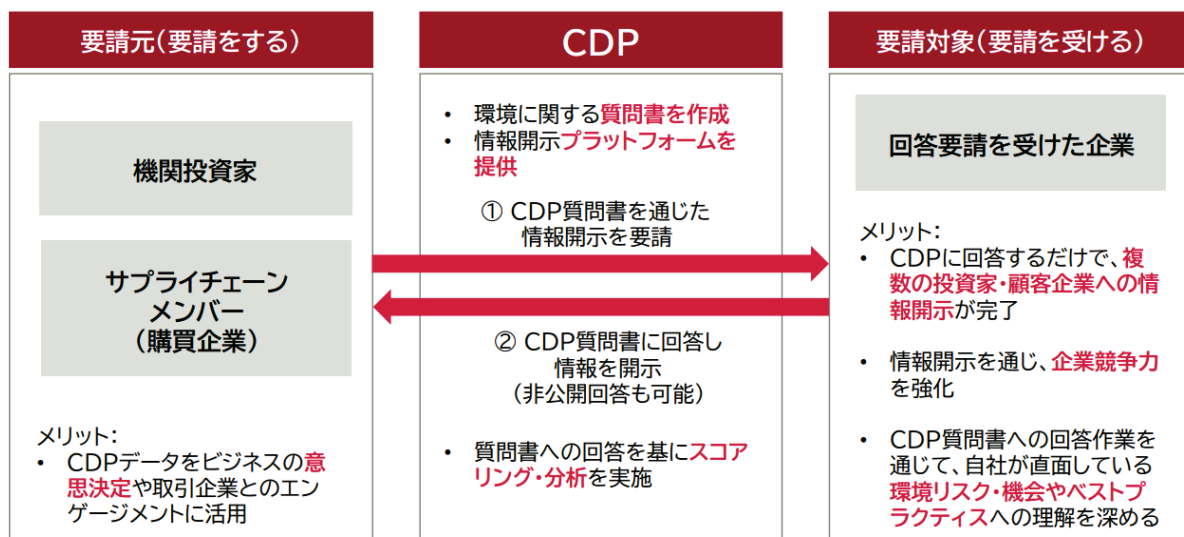 要請元(要請をする)
機関投資家
サプライチェーン
メンバー
(購買企業)
メリット：
• CDPデータをビジネスの意
思決定や取引企業とのエン
ゲージメントに活用
CDP
• 環境に関する質問書を作成
• 情報開示プラットフォームを
提供
① CDP質問書を通じた
情報開示を要請
② CDP質問書に回答し
情報を開示
(非公開回答も可能)
• 質問書への回答を基にスコア
リング・分析を実施
要請対象(要請を受ける)
回答要請を受けた企業
メリット：
• CDPに回答するだけで、複
数の投資家・顧客企業への情
報開示が完了
• 情報開示を通じ、企業競争力
を強化
• CDP質問書への回答作業を
通じて、自社が直面している
環境リスク・機会やベストプ
ラクティスへの理解を深める